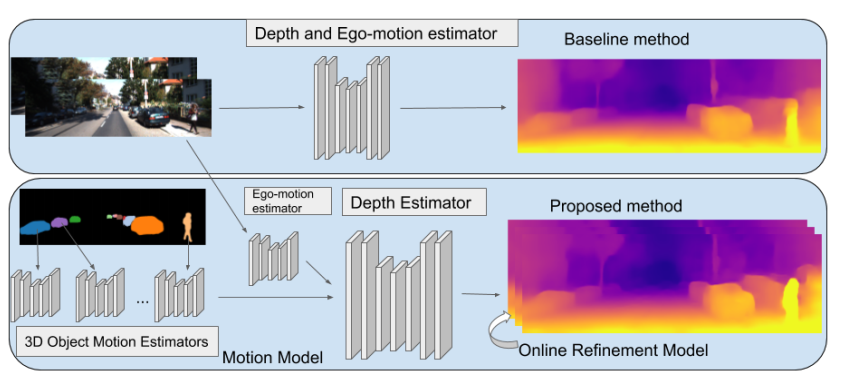 Depth and Ego-motion estimator
Baseline method
Ego-motion
estimator
Depth Estimator
Proposed method
...
3D Object Motion Estimators
Motion Model
Online Refinement Model